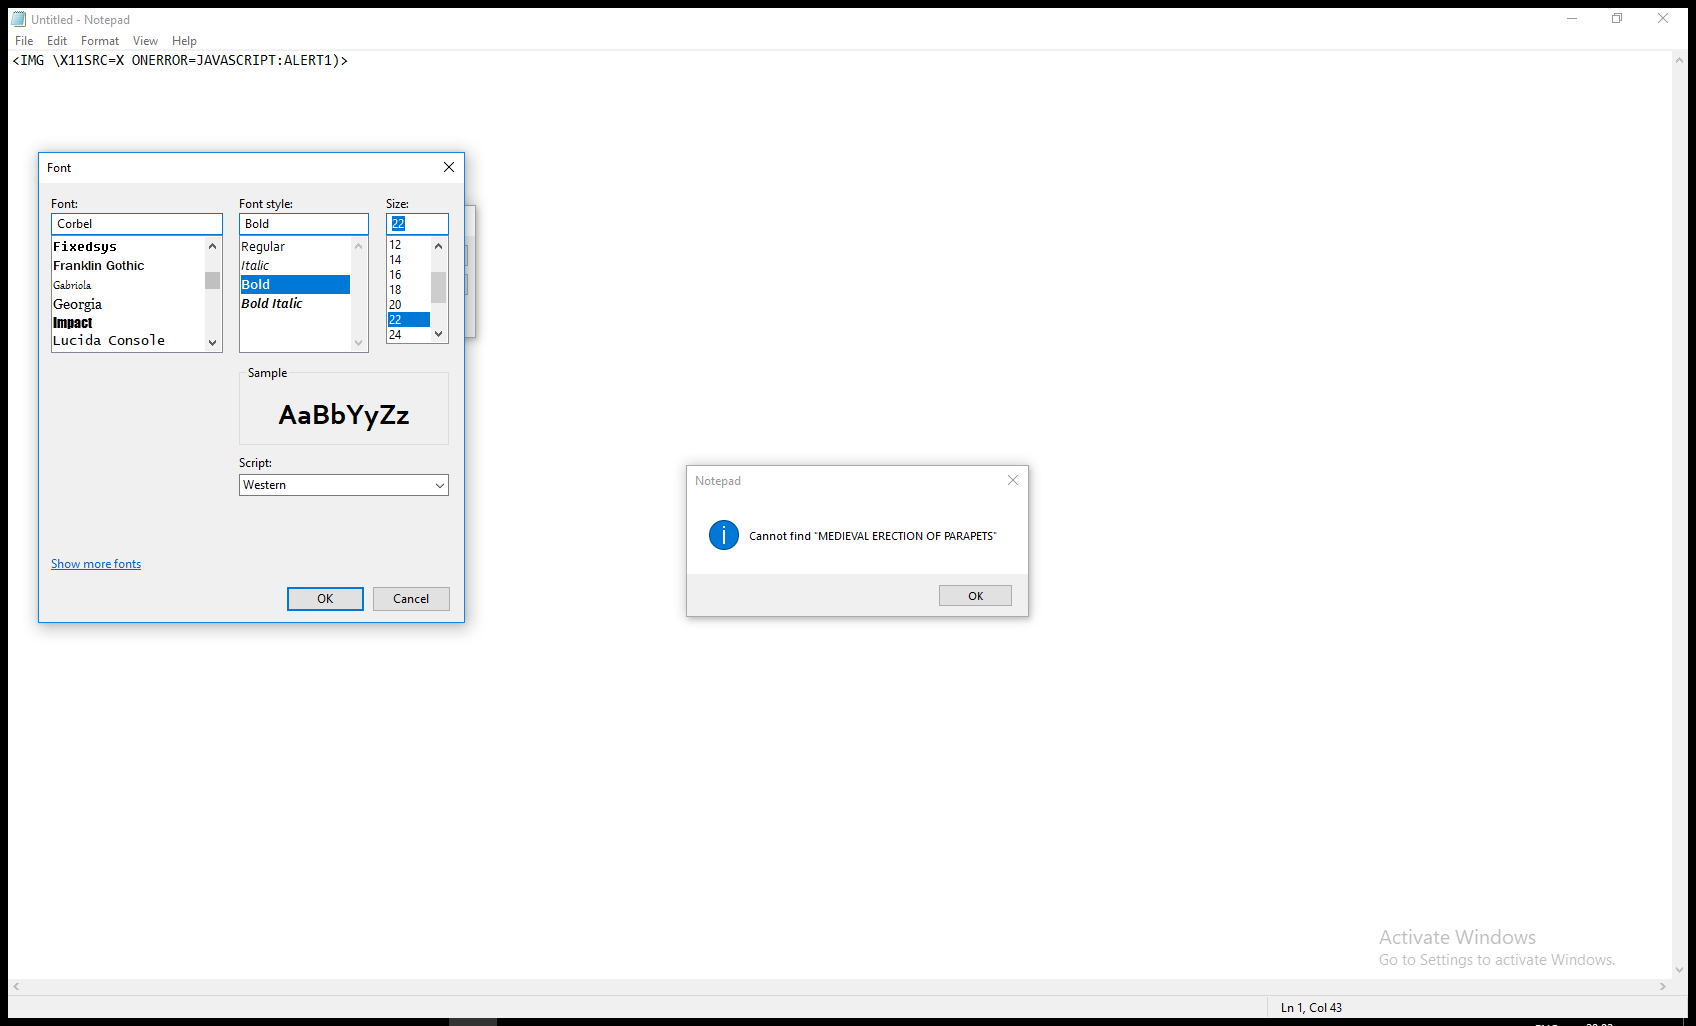 Untitled - Notepad
File Edit Format View Help
<IMG \X11SRC=X ONERROR=JAVASCRIPT:ALERT1)>
Font
Font: Font style: Size:
Corbel Bold 22
Fixedsys
Franklin Gothic
Gabriola
Georgia
Impact
Lucida Console
Regular
Italic
Bold
Bold Italic
12
14
16
18
20
22
24
Sample
AaBbYyZz
Script:
Western
Show more fonts
OK Cancel
Notepad
Cannot find "MEDIEVAL ERECTION OF PARAPETS"
OK
Activate Windows
Go to Settings to activate Windows.
Ln 1, Col 43